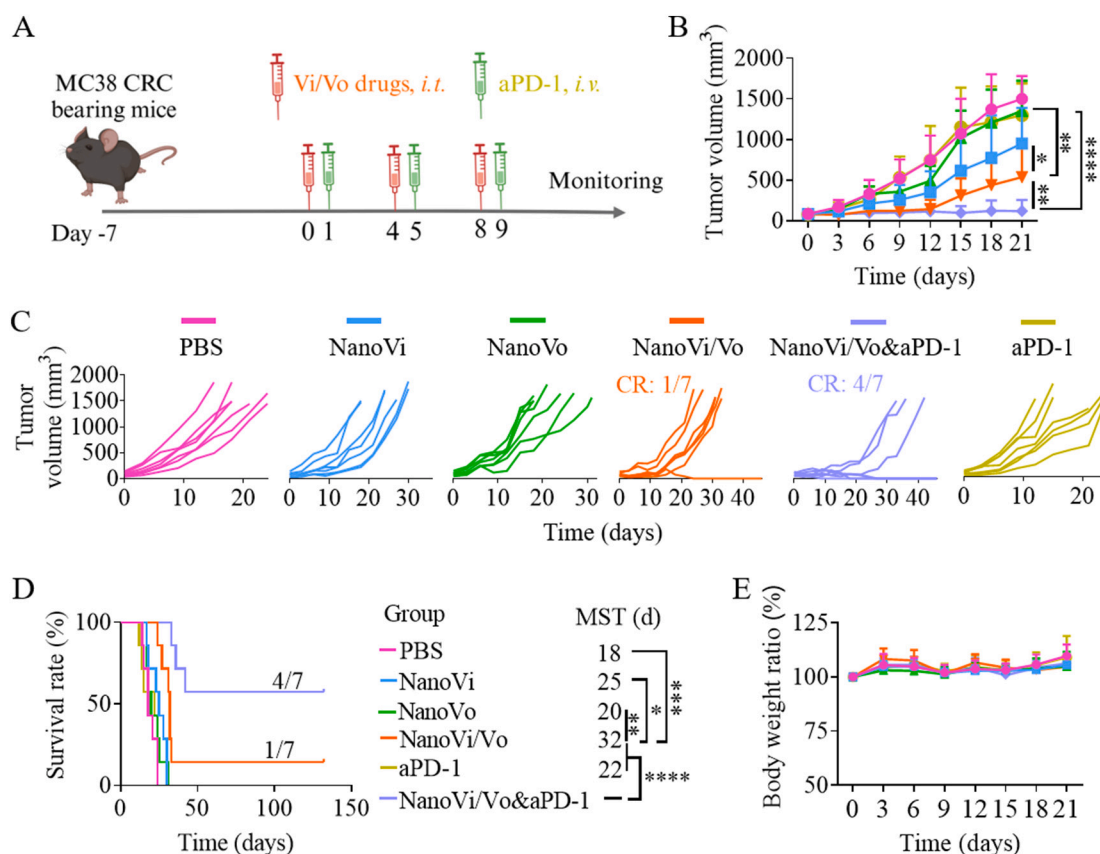 A
Vi/Vo drugs, i.t.
aPD-1, i.v.
MC38 CRC
bearing mice
Monitoring
Day -7
0 1 4 5 8 9
B
Tumor volume (mm³)
2000
1500
1000
500
0
0 3 6 9 12 15 18 21
Time (days)
**
*
**
****
C
PBS
NanoVi
NanoVo
NanoVi/Vo
NanoVi/Vo&aPD-1
aPD-1
Tumor
volume (mm³)
2000
1500
1000
500
0
CR: 1/7
CR: 4/7
0 10 20
0 10 20 30
0 10 20 30
0 10 20 30 40
0 10 20 30 40
0 10 20
Time (days)
D
Survival rate (%)
100
50
0
4/7
1/7
0 50 100 150
Time (days)
Group
MST (d)
PBS
18
NanoVi
25
NanoVo
20
NanoVi/Vo
32
aPD-1
22
NanoVi/Vo&aPD-1
–
**
*
***
****
E
Body weight ratio (%)
125
100
75
50
0 3 6 9 12 15 18 21
Time (days)